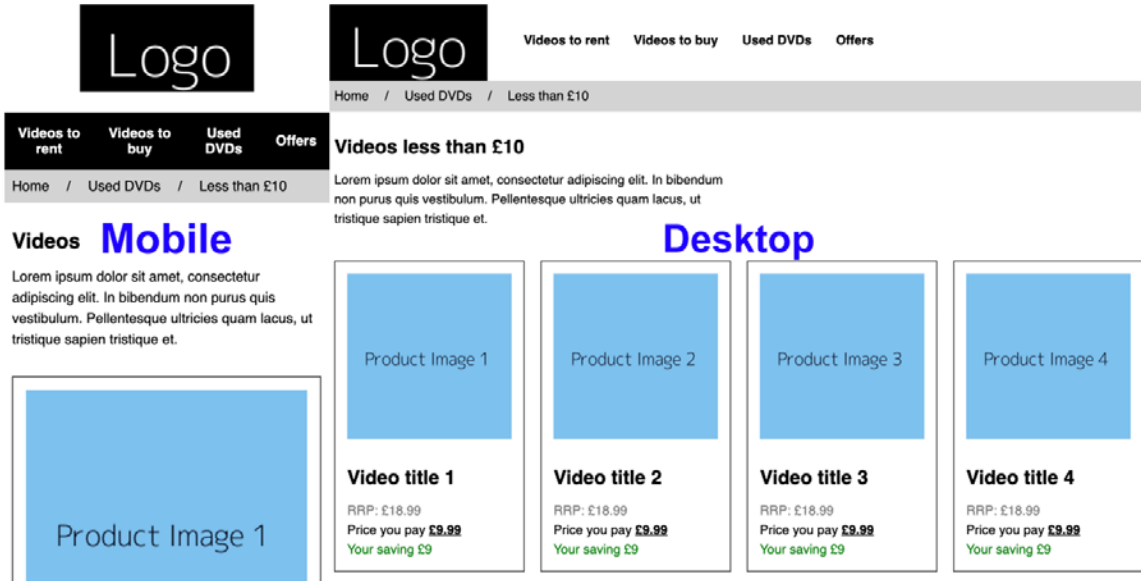 Logo
Videos to rent
Videos to buy
Used DVDs
Offers
Home / Used DVDs / Less than £10
Videos
Mobile
Lorem ipsum dolor sit amet, consectetur
adipiscing elit. In bibendum non purus quis
vestibulum. Pellentesque ultricies quam lacus, ut
tristique sapien tristique et.
Product Image 1
Logo
Videos to rent Videos to buy Used DVDs Offers
Home / Used DVDs / Less than £10
Videos less than £10
Lorem ipsum dolor sit amet, consectetur adipiscing elit. In bibendum
non purus quis vestibulum. Pellentesque ultricies quam lacus, ut
tristique sapien tristique et.
Desktop
Product Image 1
Video title 1
RRP: £18.99
Price you pay £9.99
Your saving £9
Product Image 2
Video title 2
RRP: £18.99
Price you pay £9.99
Your saving £9
Product Image 3
Video title 3
RRP: £18.99
Price you pay £9.99
Your saving £9
Product Image 4
Video title 4
RRP: £18.99
Price you pay £9.99
Your saving £9